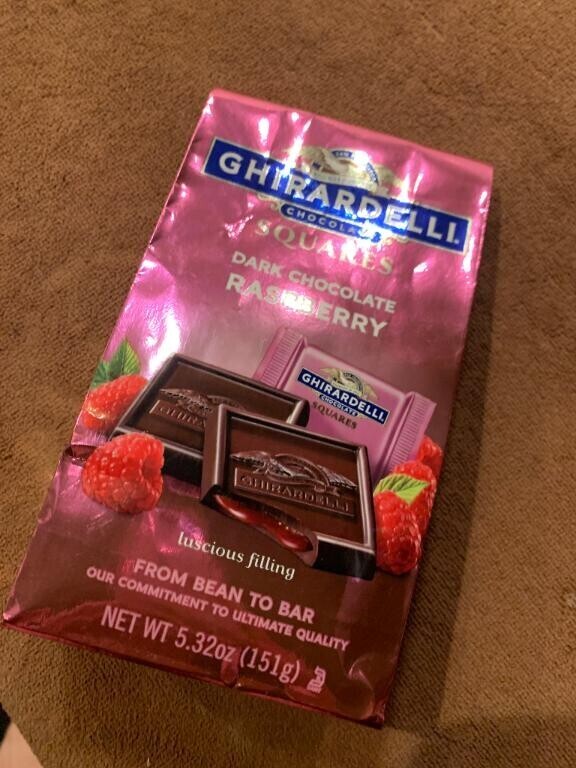 GHIRARDELLI
CHOCOLATE
SQUARES
DARK CHOCOLATE
RASPBERRY
GHIRARDELLI
CHOCOLATE
SQUARES
GHIRARDELLI
luscious filling
FROM BEAN TO BAR
OUR COMMITMENT TO ULTIMATE QUALITY
NET WT 5.32oz (151g)